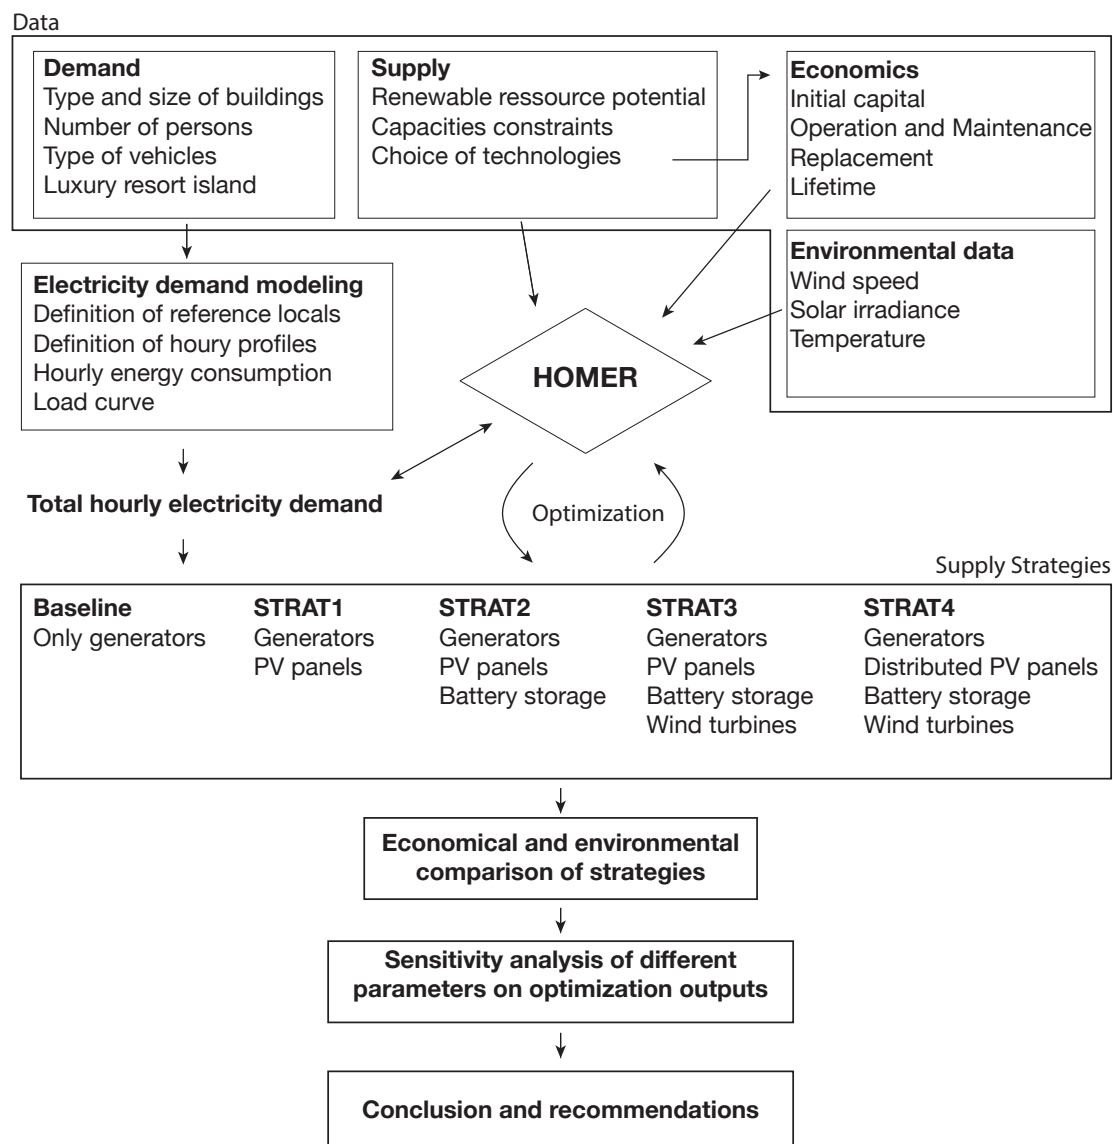 Data
Demand
Type and size of buildings
Number of persons
Type of vehicles
Luxury resort island
Supply
Renewable ressource potential
Capacities constraints
Choice of technologies
Economics
Initial capital
Operation and Maintenance
Replacement
Lifetime
Environmental data
Wind speed
Solar irradiance
Temperature
Electricity demand modeling
Definition of reference locals
Definition of houry profiles
Hourly energy consumption
Load curve
HOMER
Total hourly electricity demand
Optimization
Supply Strategies
Baseline
Only generators
STRAT1
Generators
PV panels
STRAT2
Generators
PV panels
Battery storage
STRAT3
Generators
PV panels
Battery storage
Wind turbines
STRAT4
Generators
Distributed PV panels
Battery storage
Wind turbines
Economical and environmental
comparison of strategies
Sensitivity analysis of different
parameters on optimization outputs
Conclusion and recommendations